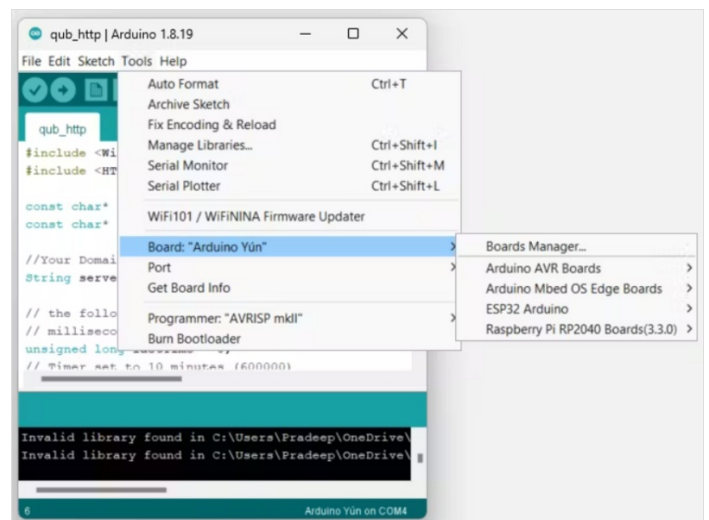 qub_http | Arduino 1.8.19
File Edit Sketch Tools Help
qub_http
#include <Wi
#include <HT
const char*
const char*
//Your Domai
String serve
// the follo
// milliseco
unsigned long
// Timer set to 10 minutes (600000)
Auto Format Ctrl+T
Archive Sketch
Fix Encoding & Reload
Manage Libraries... Ctrl+Shift+I
Serial Monitor Ctrl+Shift+M
Serial Plotter Ctrl+Shift+L
WiFi101 / WiFiNINA Firmware Updater
Board: "Arduino Yún"
Port
Get Board Info
Programmer: "AVRISP mkII"
Burn Bootloader
Boards Manager...
Arduino AVR Boards
Arduino Mbed OS Edge Boards
ESP32 Arduino
Raspberry Pi RP2040 Boards(3.3.0)
Invalid library found in C:\Users\Pradeep\OneDrive\
Invalid library found in C:\Users\Pradeep\OneDrive\
6 Arduino Yún on COM4